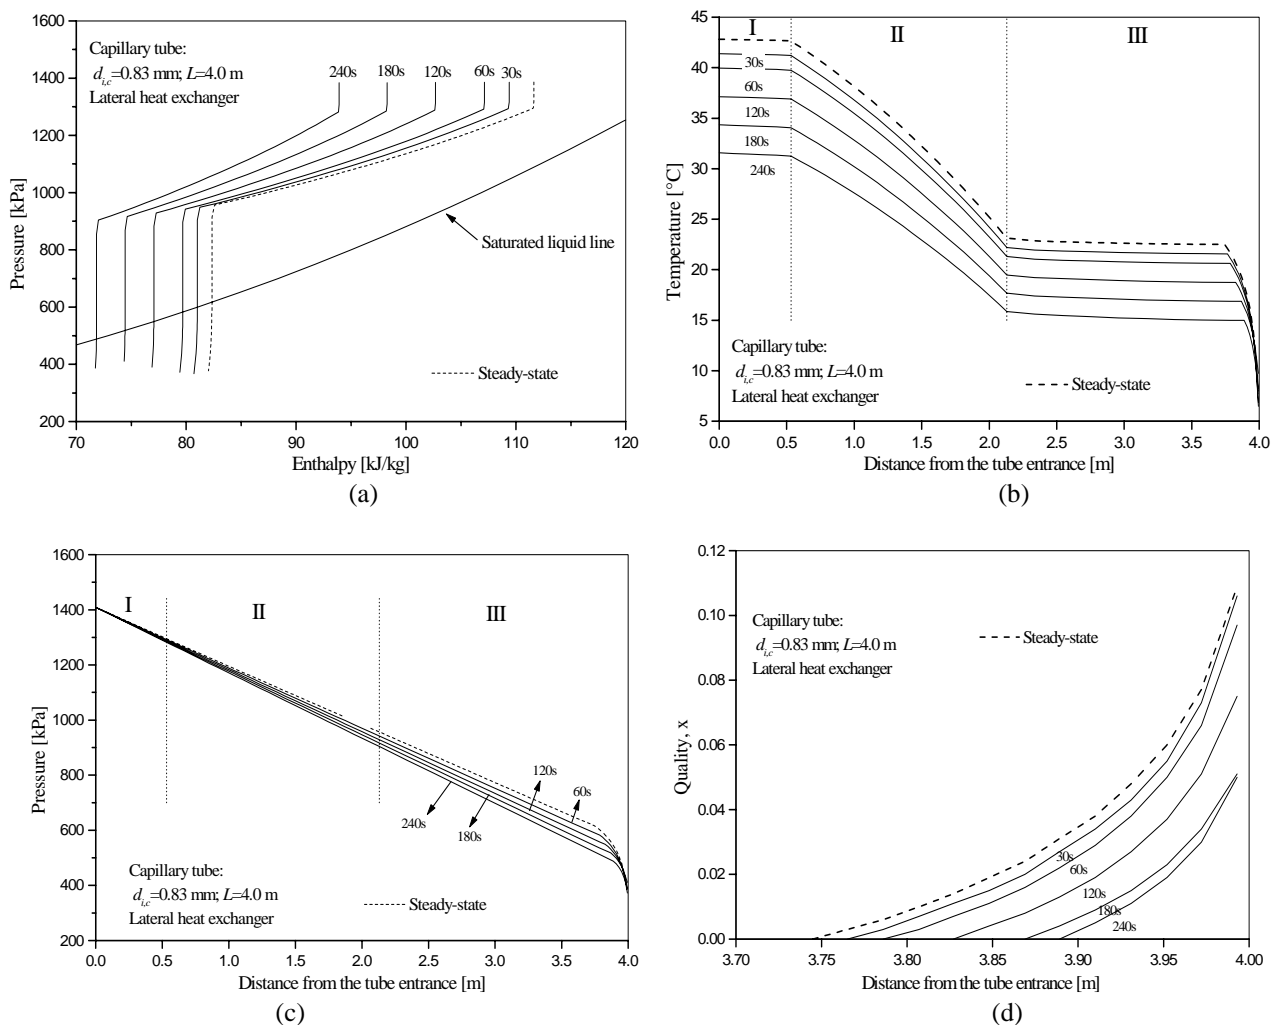 1600
1400
1200
1000
800
600
400
200
Pressure [kPa]
Capillary tube:
d_i,c=0.83 mm; L=4.0 m
Lateral heat exchanger
240s 180s 120s 60s 30s
Saturated liquid line
Steady-state
70 80 90 100 110 120
Enthalpy [kJ/kg]
(a)
45
40
35
30
25
20
15
10
5
Temperature [°C]
I II III
30s
60s
120s
180s
240s
Capillary tube:
d_i,c=0.83 mm; L=4.0 m
Lateral heat exchanger
Steady-state
0.0 0.5 1.0 1.5 2.0 2.5 3.0 3.5 4.0
Distance from the tube entrance [m]
(b)
1600
1400
1200
1000
800
600
400
200
Pressure [kPa]
I II III
120s
60s
240s
180s
Capillary tube:
d_i,c=0.83 mm; L=4.0 m
Lateral heat exchanger
Steady-state
0.0 0.5 1.0 1.5 2.0 2.5 3.0 3.5 4.0
Distance from the tube entrance [m]
(c)
0.12
0.10
0.08
0.06
0.04
0.02
0.00
Quality, x
Capillary tube:
d_i,c=0.83 mm; L=4.0 m
Lateral heat exchanger
Steady-state
30s
60s
120s
180s
240s
3.70 3.75 3.80 3.85 3.90 3.95 4.00
Distance from the tube entrance [m]
(d)